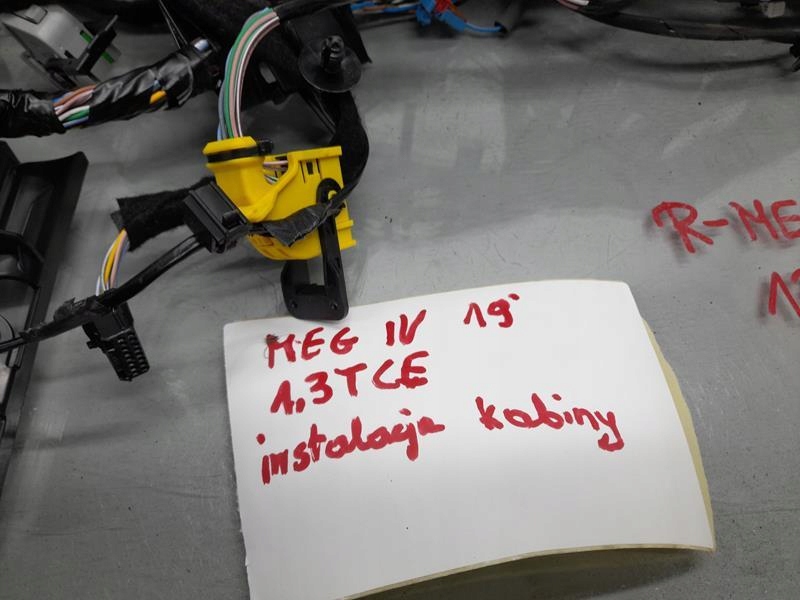 MEG IV 19'
1.3TCE
instalacja kabiny
R-ME